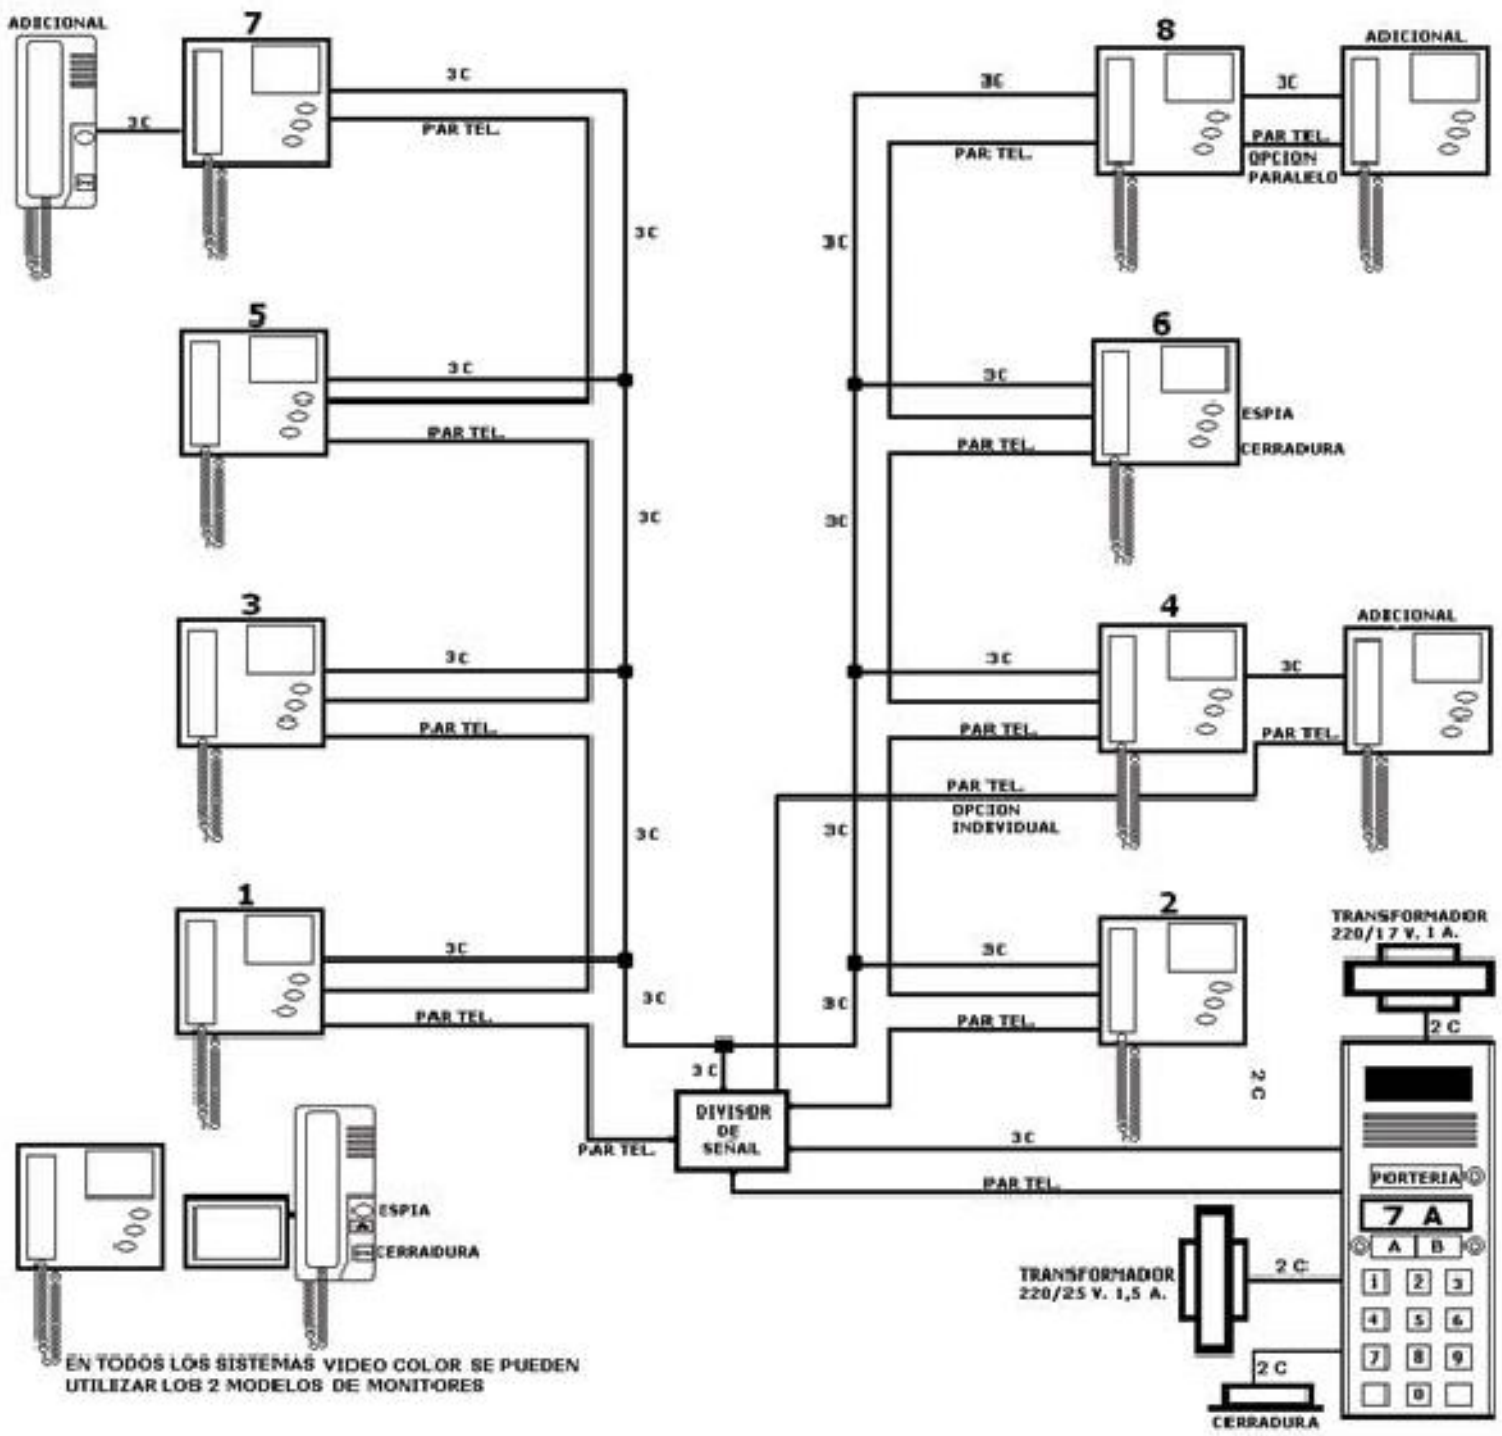 ADICIONAL
7
3C
3C
PAR TEL.
3C
8
ADICIONAL
3C
3C
PAR TEL.
PAR TEL.
OPCION
PARALELO
3C
5
3C
PAR TEL.
3C
6
3C
PAR TEL.
ESPIA
CERRADURA
3C
3
3C
PAR TEL.
3C
4
ADICIONAL
3C
3C
PAR TEL.
PAR TEL.
PAR TEL.
OPCION
INDIVIDUAL
3C
1
3C
PAR TEL.
3C
2
3C
PAR TEL.
3C
2 C
TRANSFORMADOR
220/17 V. 1 A.
2 C
3 C
DIVISOR
DE
SEÑAL
PAR TEL.
3C
PAR TEL.
PORTERIA
7 A
A B
1 2 3
4 5 6
7 8 9
0
TRANSFORMADOR
220/25 V. 1,5 A.
2 C
2 C
CERRADURA
ESPIA
CERRADURA
EN TODOS LOS SISTEMAS VIDEO COLOR SE PUEDEN
UTILIZAR LOS 2 MODELOS DE MONITORES